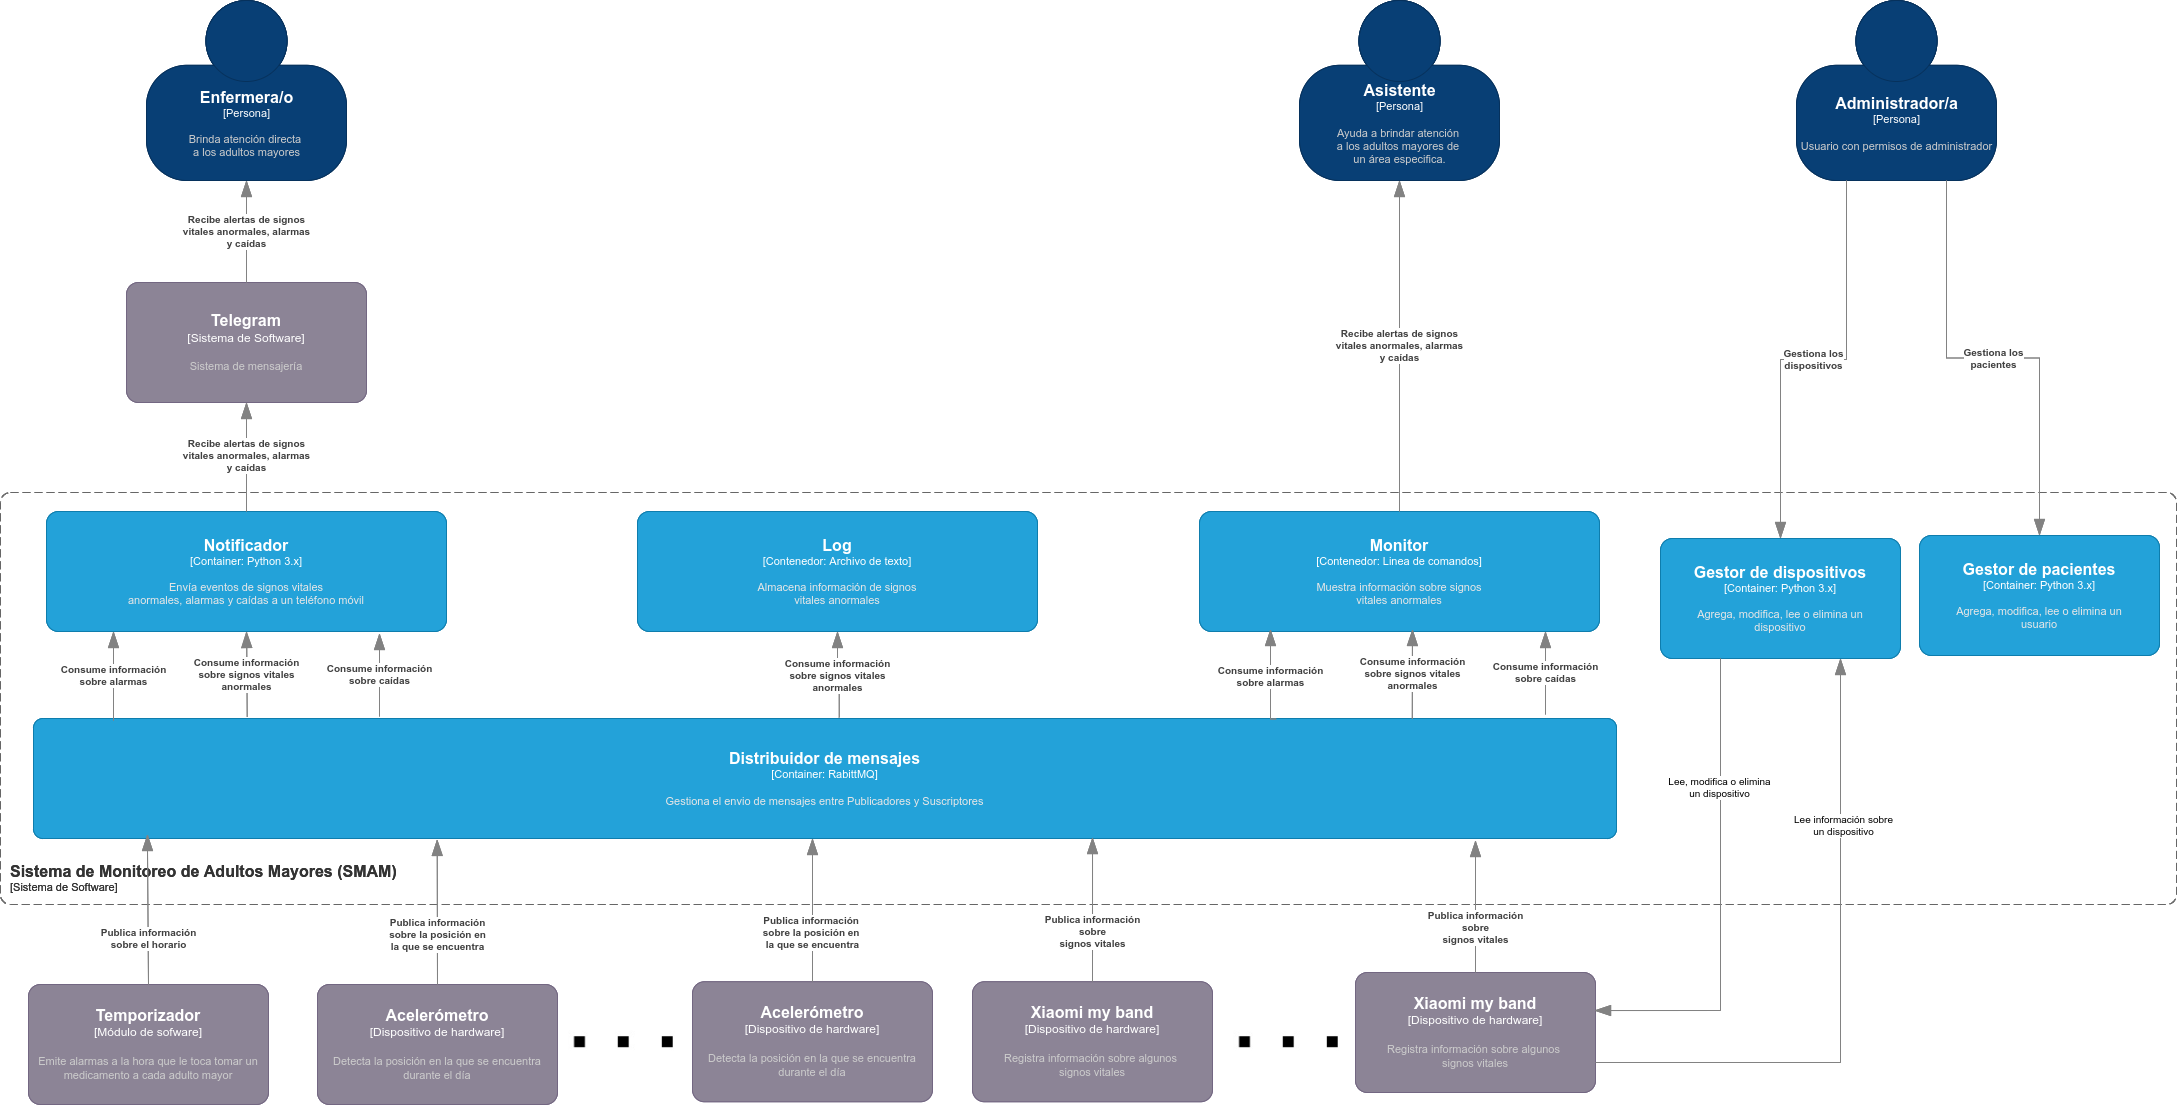 Enfermera/o
[Persona]
Brinda atención directa
a los adultos mayores
Asistente
[Persona]
Ayuda a brindar atención
a los adultos mayores de
un área especifica.
Administrador/a
[Persona]
Usuario con permisos de administrador
Recibe alertas de signos
vitales anormales, alarmas
y caídas
Telegram
[Sistema de Software]
Sistema de mensajería
Recibe alertas de signos
vitales anormales, alarmas
y caídas
Gestiona los
dispositivos
Gestiona los
pacientes
Recibe alertas de signos
vitales anormales, alarmas
y caídas
Notificador
[Container: Python 3.x]
Envía eventos de signos vitales
anormales, alarmas y caídas a un teléfono móvil
Log
[Contenedor: Archivo de texto]
Almacena información de signos
vitales anormales
Monitor
[Contenedor: Linea de comandos]
Muestra información sobre signos
vitales anormales
Gestor de dispositivos
[Container: Python 3.x]
Agrega, modifica, lee o elimina un
dispositivo
Gestor de pacientes
[Container: Python 3.x]
Agrega, modifica, lee o elimina un
usuario
Consume información
sobre alarmas
Consume información
sobre signos vitales
anormales
Consume información
sobre caídas
Consume información
sobre signos vitales
anormales
Consume información
sobre alarmas
Consume información
sobre signos vitales
anormales
Consume información
sobre caídas
Distribuidor de mensajes
[Container: RabittMQ]
Gestiona el envio de mensajes entre Publicadores y Suscriptores
Lee, modifica o elimina
un dispositivo
Lee información sobre
un dispositivo
Sistema de Monitoreo de Adultos Mayores (SMAM)
[Sistema de Software]
Publica información
sobre el horario
Publica información
sobre la posición en
la que se encuentra
Publica información
sobre la posición en
la que se encuentra
Publica información
sobre
signos vitales
Publica información
sobre
signos vitales
Temporizador
[Módulo de sofware]
Emite alarmas a la hora que le toca tomar un
medicamento a cada adulto mayor
Acelerómetro
[Dispositivo de hardware]
Detecta la posición en la que se encuentra
durante el día
Acelerómetro
[Dispositivo de hardware]
Detecta la posición en la que se encuentra
durante el día
Xiaomi my band
[Dispositivo de hardware]
Registra información sobre algunos
signos vitales
Xiaomi my band
[Dispositivo de hardware]
Registra información sobre algunos
signos vitales